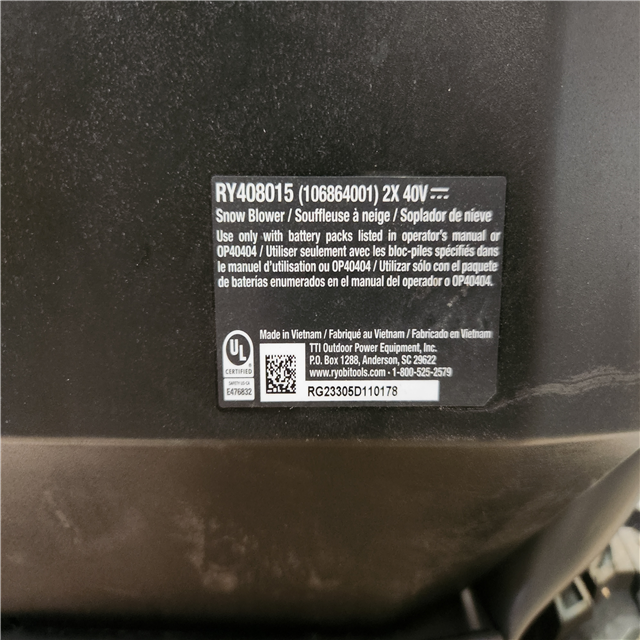 RY408015 (106864001) 2X 40V⎓
Snow Blower / Souffleuse à neige / Soplador de nieve
Use only with battery packs listed in operator's manual or
OP40404 / Utiliser seulement avec les bloc-piles spécifiés dans
le manuel d'utilisation ou OP40404 / Utilizar sólo con el paquete
de baterías enumerados en el manual del operador o OP40404.
Made in Vietnam / Fabriqué au Vietnam / Fabricado en Vietnam
TTI Outdoor Power Equipment, Inc.
P.O. Box 1288, Anderson, SC 29622
www.ryobitools.com - 1-800-525-2579
UL
CERTIFIED
E476832
RG23305D110178